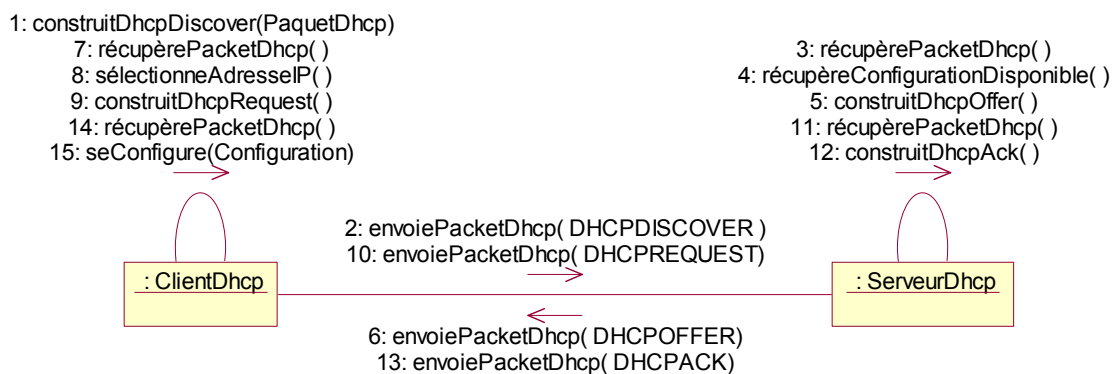 1: construitDhcpDiscover(PaquetDhcp)
7: récupèrePacketDhcp( )
8: sélectionneAdresseIP( )
9: construitDhcpRequest( )
14: récupèrePacketDhcp( )
15: seConfigure(Configuration)
3: récupèrePacketDhcp( )
4: récupèreConfigurationDisponible( )
5: construitDhcpOffer( )
11: récupèrePacketDhcp( )
12: construitDhcpAck( )
2: envoiePacketDhcp( DHCPDISCOVER )
10: envoiePacketDhcp( DHCPREQUEST)
: ClientDhcp
: ServeurDhcp
6: envoiePacketDhcp( DHCPOFFER)
13: envoiePacketDhcp( DHCPACK)